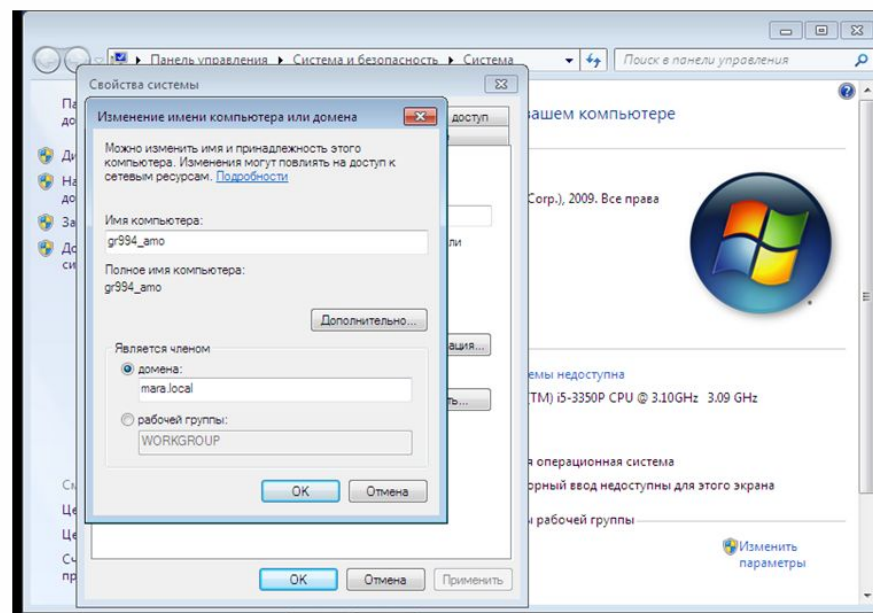 Панель управления ▸ Система и безопасность ▸ Система
Поиск в панели управления
Свойства системы
доступ
Изменение имени компьютера или домена
Можно изменить имя и принадлежность этого
компьютера. Изменения могут повлиять на доступ к
сетевым ресурсам. Подробности
Имя компьютера:
gr994_amo
Полное имя компьютера:
gr994_amo
Дополнительно...
Является членом
домена:
mara.local
рабочей группы:
WORKGROUP
OK
Отмена
OK
Отмена
Применить
вашем компьютере
Corp.), 2009. Все права
емы недоступна
(TM) i5-3350P CPU @ 3.10GHz 3.09 GHz
я операционная система
орный ввод недоступны для этого экрана
ы рабочей группы
Изменить
параметры